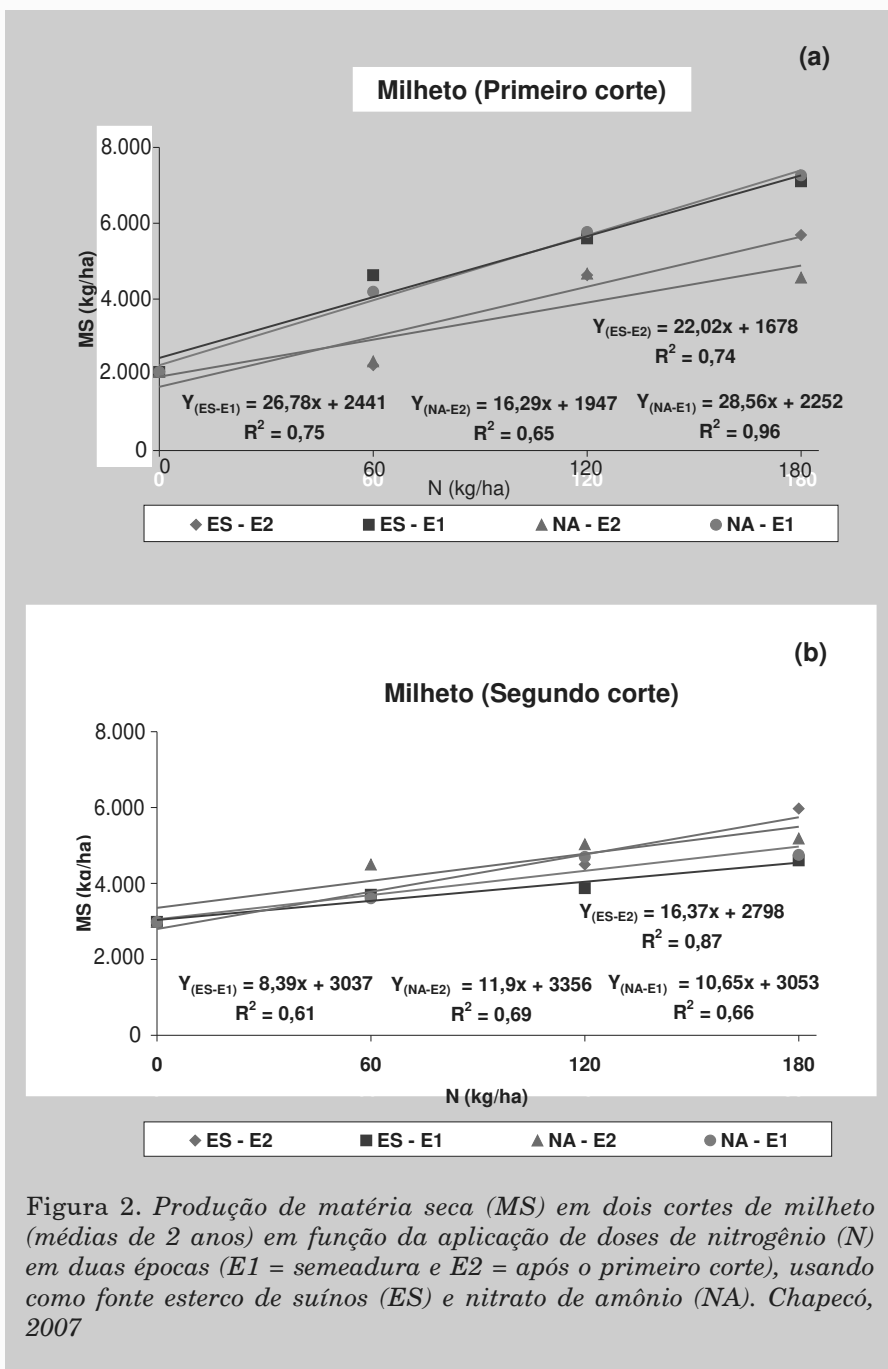 (a)
Milheto (Primeiro corte)
8.000
6.000
4.000
2.000
0
MS (kg/ha)
Y(ES-E2) = 22,02x + 1678
R² = 0,74
Y(ES-E1) = 26,78x + 2441 Y(NA-E2) = 16,29x + 1947 Y(NA-E1) = 28,56x + 2252
R² = 0,75 R² = 0,65 R² = 0,96
0 60 120 180
0 60 120 180
N (kg/ha)
ES - E2 ES - E1 NA - E2 NA - E1
(b)
Milheto (Segundo corte)
8.000
6.000
4.000
2.000
0
MS (kg/ha)
Y(ES-E2) = 16,37x + 2798
R² = 0,87
Y(ES-E1) = 8,39x + 3037 Y(NA-E2) = 11,9x + 3356 Y(NA-E1) = 10,65x + 3053
R² = 0,61 R² = 0,69 R² = 0,66
0 60 120 180
N (kg/ha)
ES - E2 ES - E1 NA - E2 NA - E1
Figura 2. Produção de matéria seca (MS) em dois cortes de milheto
(médias de 2 anos) em função da aplicação de doses de nitrogênio (N)
em duas épocas (E1 = semeadura e E2 = após o primeiro corte), usando
como fonte esterco de suínos (ES) e nitrato de amônio (NA). Chapecó,
2007